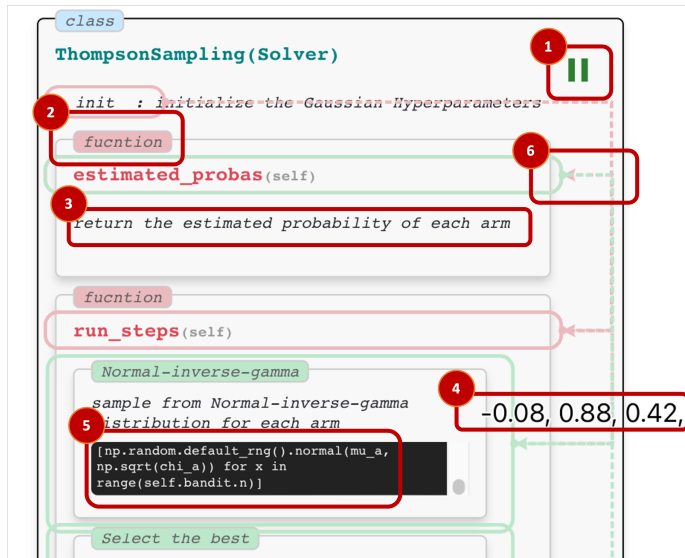 class
ThompsonSampling(Solver)
1
init : initialize the Gaussian Hyperparameters
2
fucntion
6
estimated_probas(self)
3
return the estimated probability of each arm
fucntion
run_steps(self)
Normal-inverse-gamma
4
sample from Normal-inverse-gamma
-0.08, 0.88, 0.42,
5
distribution for each arm
[np.random.default_rng().normal(mu_a,
np.sqrt(chi_a)) for x in
range(self.bandit.n)]
Select the best